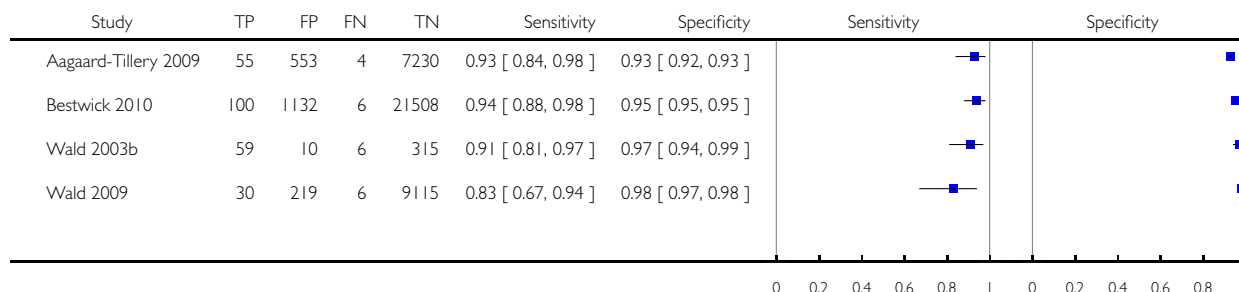 Study TP FP FN TN Sensitivity Specificity Sensitivity Specificity
Aagaard-Tillery 2009 55 553 4 7230 0.93 [ 0.84, 0.98 ] 0.93 [ 0.92, 0.93 ]
Bestwick 2010 100 1132 6 21508 0.94 [ 0.88, 0.98 ] 0.95 [ 0.95, 0.95 ]
Wald 2003b 59 10 6 315 0.91 [ 0.81, 0.97 ] 0.97 [ 0.94, 0.99 ]
Wald 2009 30 219 6 9115 0.83 [ 0.67, 0.94 ] 0.98 [ 0.97, 0.98 ]
0 0.2 0.4 0.6 0.8 1 0 0.2 0.4 0.6 0.8